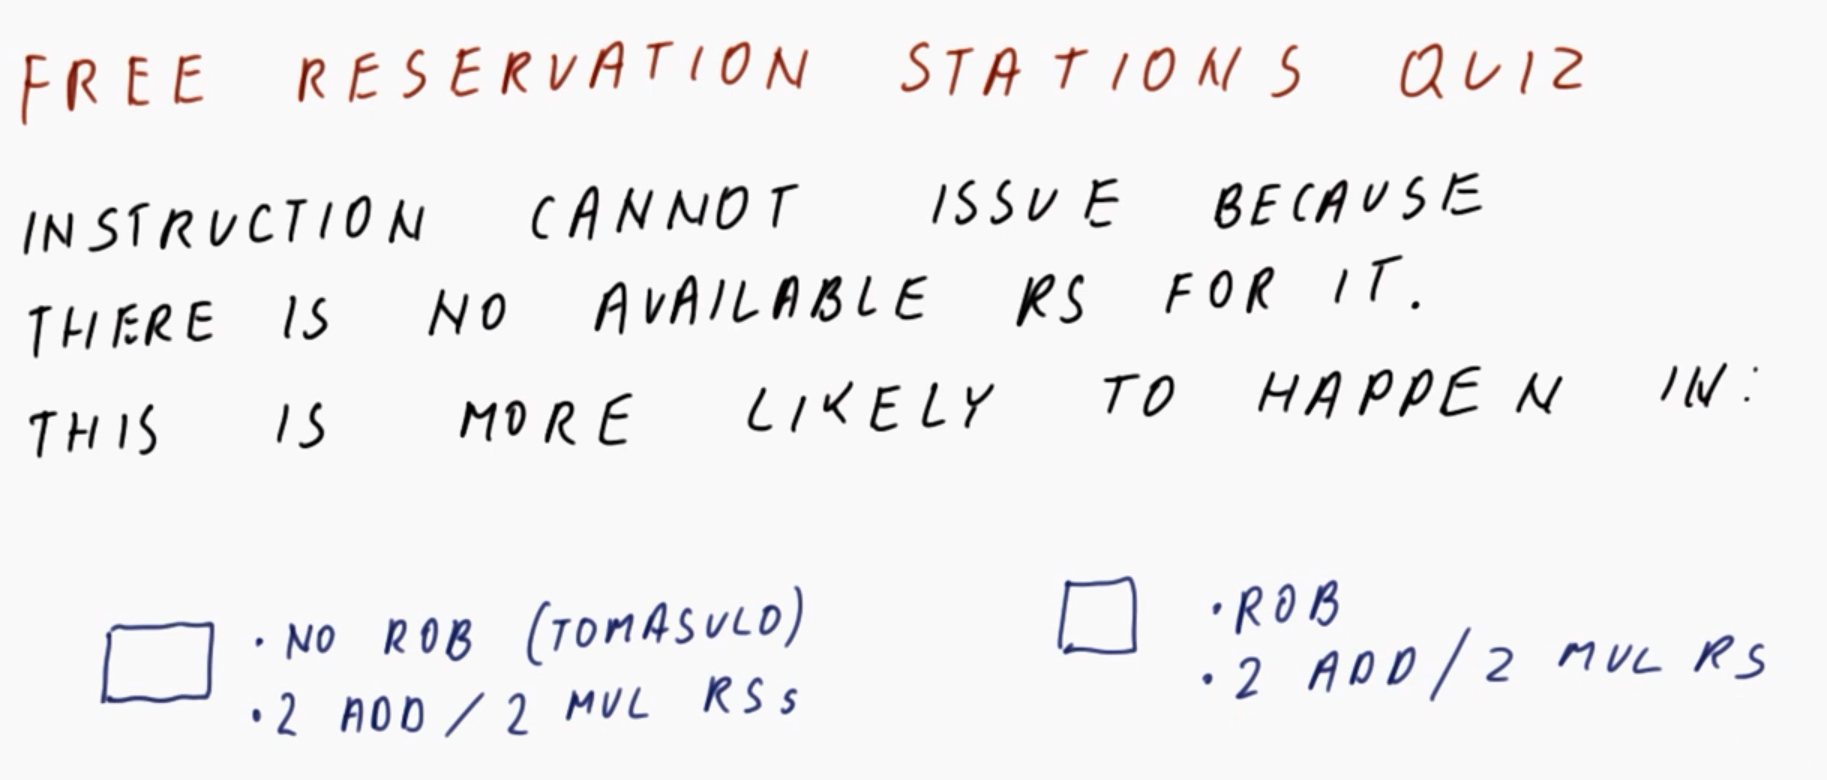 FREE RESERVATION STATIONS QUIZ
INSTRUCTION CANNOT ISSUE BECAUSE
THERE IS NO AVAILABLE RS FOR IT.
THIS IS MORE LIKELY TO HAPPEN IN:
• NO ROB (TOMASULO)
• 2 ADD/2 MUL RSs
• ROB
• 2 ADD/2 MUL RS